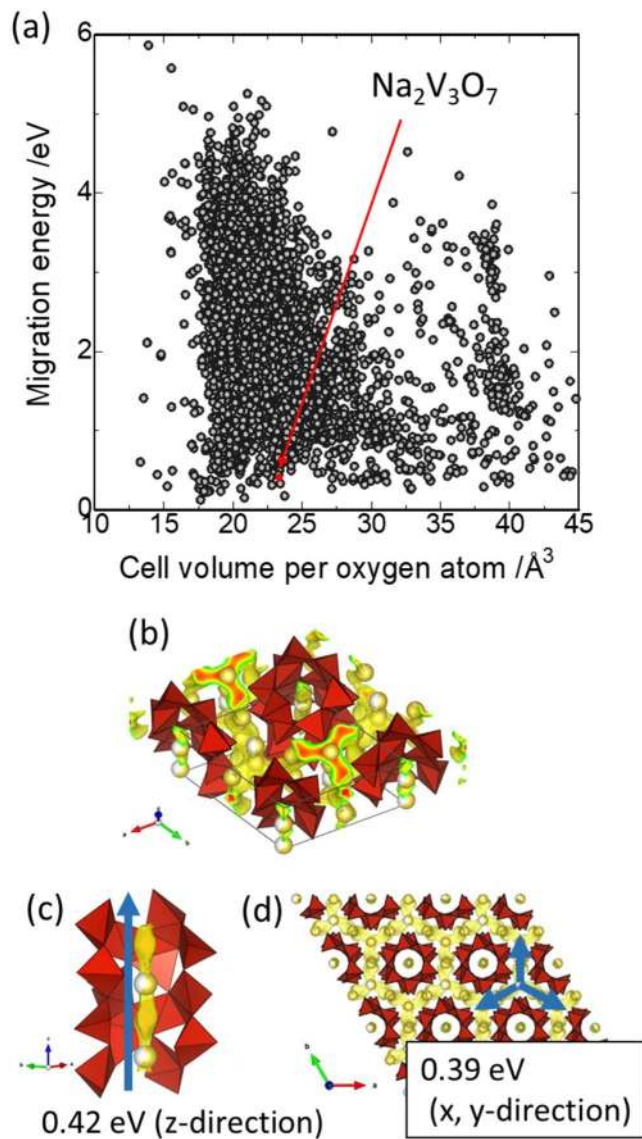 (a)
6
4
2
0
Migration energy /eV
Na₂V₃O₇
10 15 20 25 30 35 40 45
Cell volume per oxygen atom /Å³
(b)
(c)
0.42 eV (z-direction)
(d)
b
a
0.39 eV
(x, y-direction)